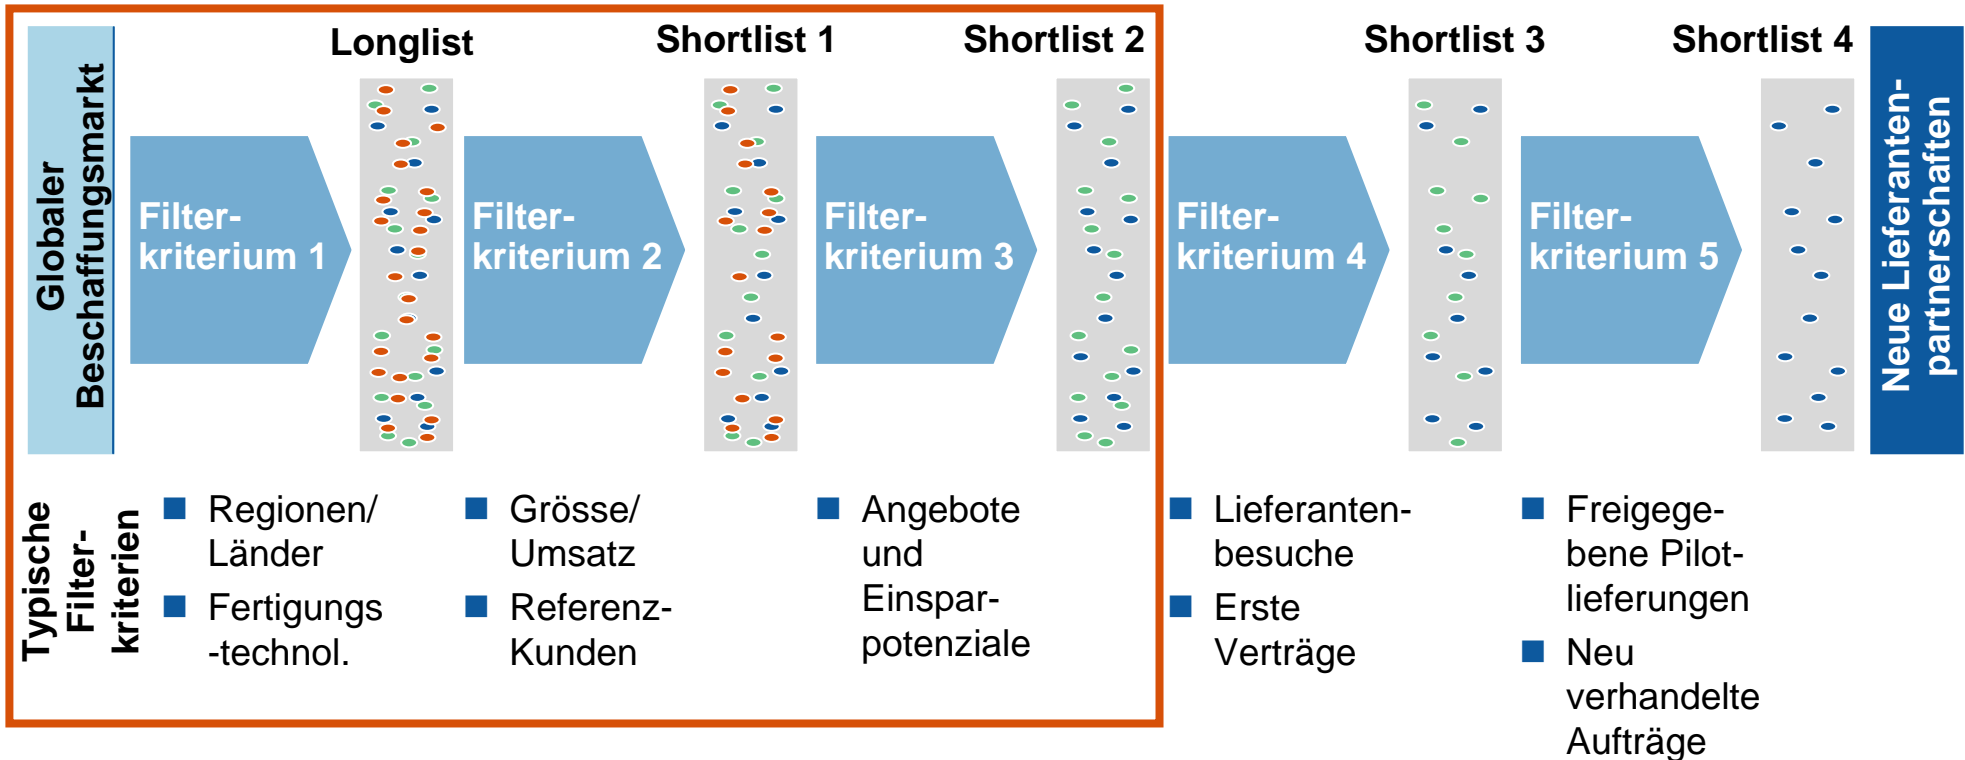 Globaler
Beschaffungsmarkt
Longlist
Shortlist 1
Shortlist 2
Shortlist 3
Shortlist 4
Filter-
kriterium 1
Filter-
kriterium 2
Filter-
kriterium 3
Filter-
kriterium 4
Filter-
kriterium 5
Neue Lieferanten-
partnerschaften
Typische
Filter-
kriterien
Regionen/
Länder
Fertigungs
-technol.
Grösse/
Umsatz
Referenz-
Kunden
Angebote
und
Einspar-
potenziale
Lieferanten-
besuche
Erste
Verträge
Freigege-
bene Pilot-
lieferungen
Neu
verhandelte
Aufträge